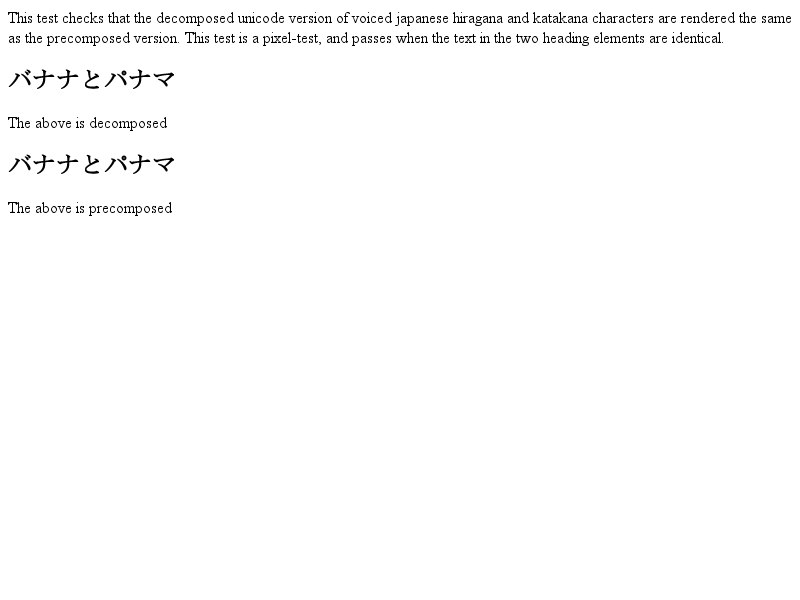 This test checks that the decomposed unicode version of voiced japanese hiragana and katakana characters are rendered the same
as the precomposed version. This test is a pixel-test, and passes when the text in the two heading elements are identical.
バナナとパナマ
The above is decomposed
バナナとパナマ
The above is precomposed